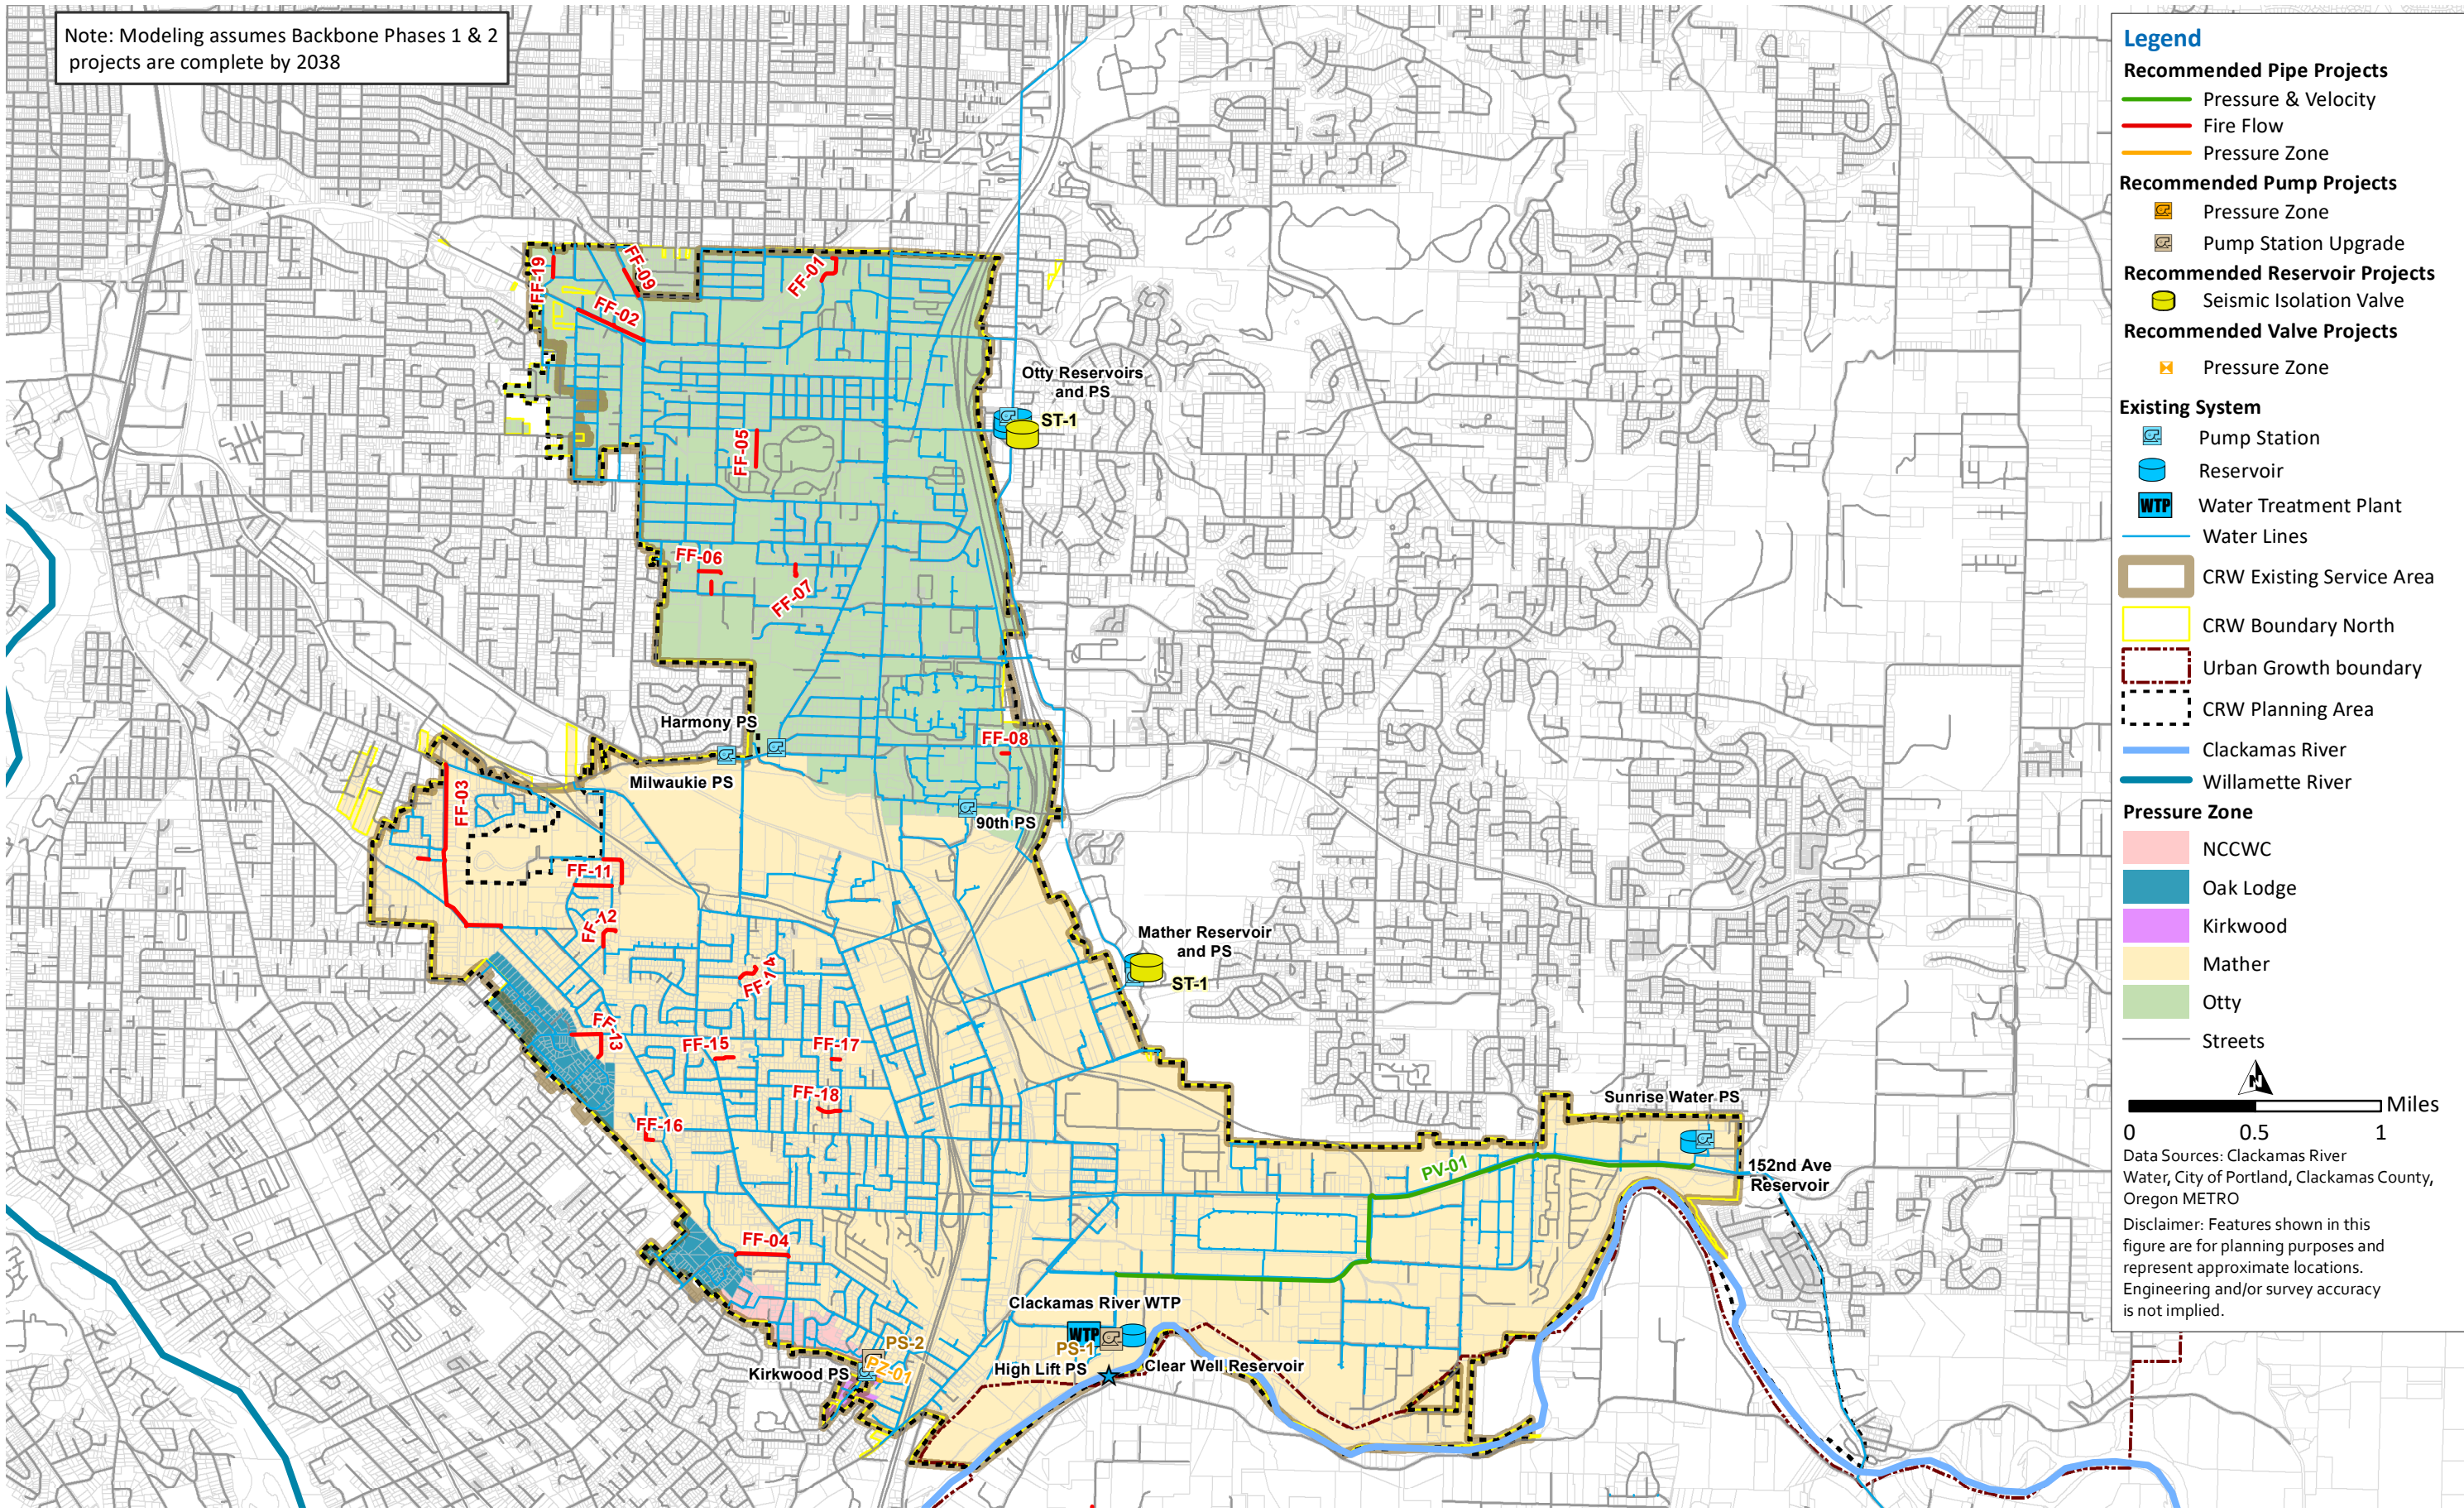 Note: Modeling assumes Backbone Phases 1 & 2
projects are complete by 2038
FF-19
FF-09
FF-01
FF-02
Otty Reservoirs
and PS
ST-1
FF-05
FF-06
FF-07
Harmony PS
FF-08
Milwaukie PS
FF-03
90th PS
FF-11
FF-12
Mather Reservoir
and PS
FF-14
ST-1
FF-13
FF-15
FF-17
FF-18
Sunrise Water PS
FF-16
PV-01
152nd Ave
Reservoir
FF-04
Clackamas River WTP
WTP
PS-2
PS-1
PZ-01
Kirkwood PS
High Lift PS
Clear Well Reservoir
Legend
Recommended Pipe Projects
Pressure & Velocity
Fire Flow
Pressure Zone
Recommended Pump Projects
Pressure Zone
Pump Station Upgrade
Recommended Reservoir Projects
Seismic Isolation Valve
Recommended Valve Projects
Pressure Zone
Existing System
Pump Station
Reservoir
WTP Water Treatment Plant
Water Lines
CRW Existing Service Area
CRW Boundary North
Urban Growth boundary
CRW Planning Area
Clackamas River
Willamette River
Pressure Zone
NCCWC
Oak Lodge
Kirkwood
Mather
Otty
Streets
N
Miles
0 0.5 1
Data Sources: Clackamas River
Water, City of Portland, Clackamas County,
Oregon METRO
Disclaimer: Features shown in this
figure are for planning purposes and
represent approximate locations.
Engineering and/or survey accuracy
is not implied.